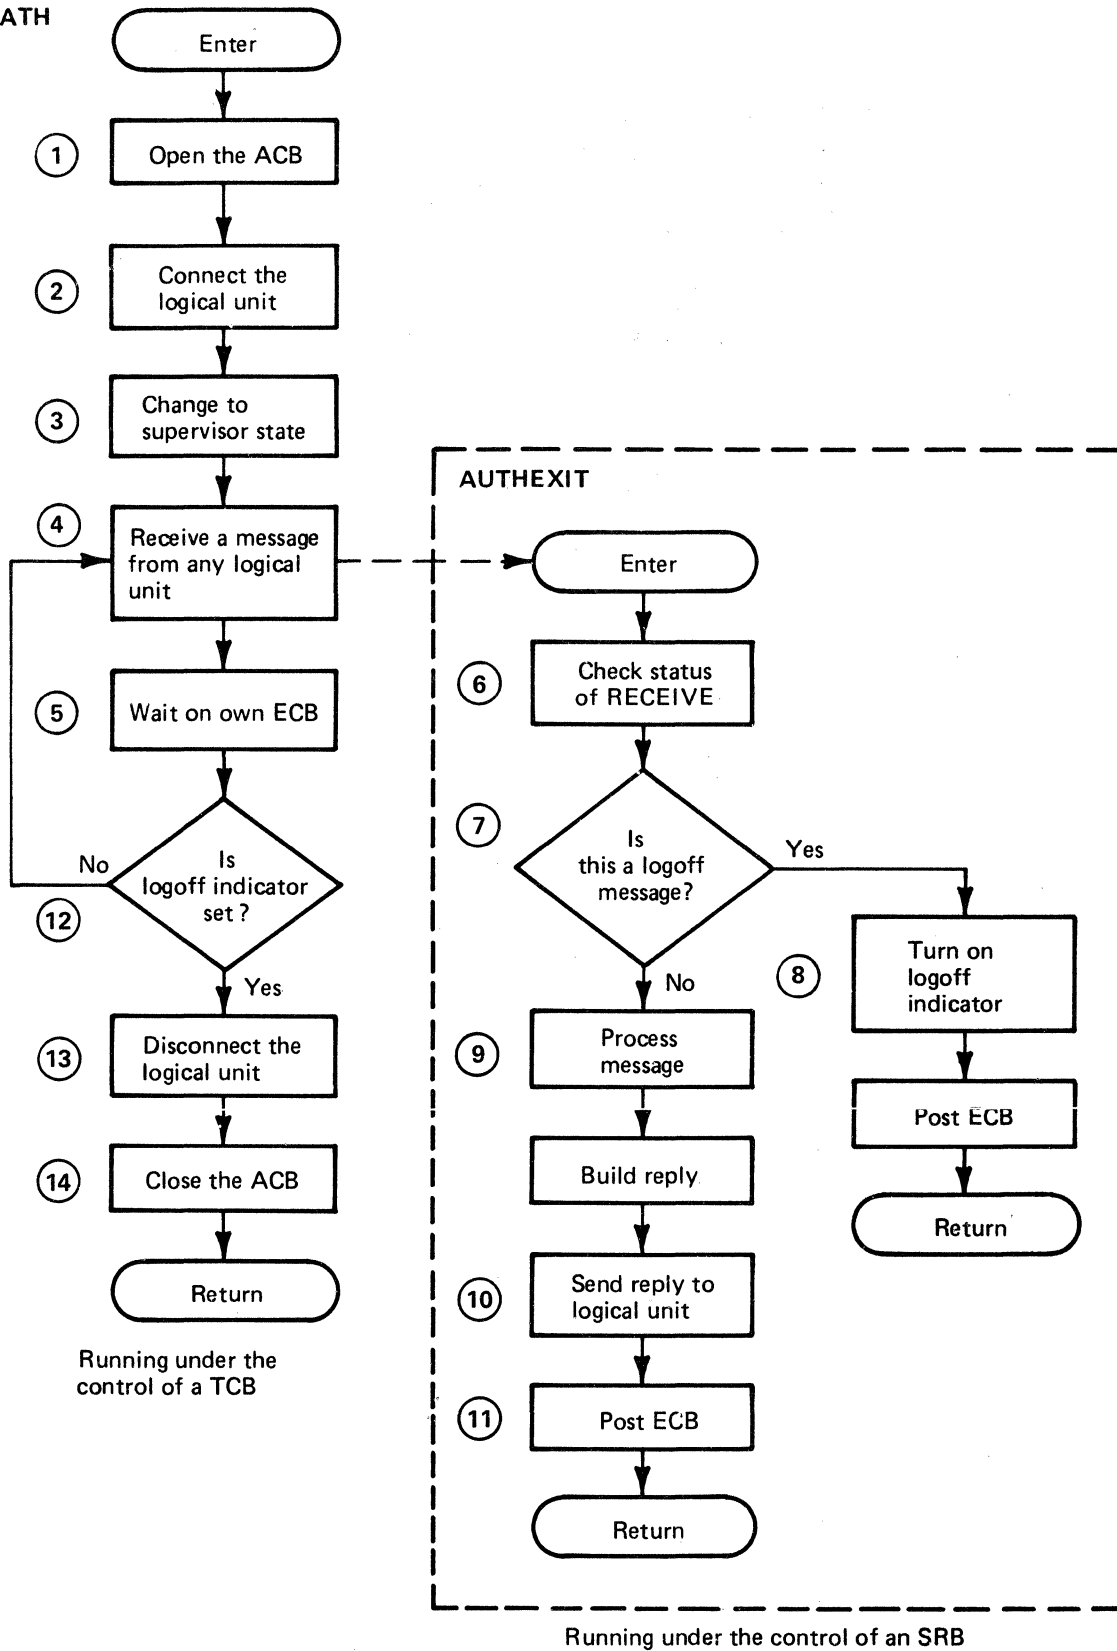 ATH
Enter
1
Open the ACB
2
Connect the
logical unit
3
Change to
supervisor state
4
Receive a message
from any logical
unit
5
Wait on own ECB
No
Is
logoff indicator
set?
12
Yes
13
Disconnect the
logical unit
14
Close the ACB
Return
Running under the
control of a TCB
AUTHEXIT
Enter
6
Check status
of RECEIVE
7
Is
this a logoff
message?
Yes
No
8
Turn on
logoff
indicator
Post ECB
Return
9
Process
message
Build reply
10
Send reply to
logical unit
11
Post ECB
Return
Running under the control of an SRB